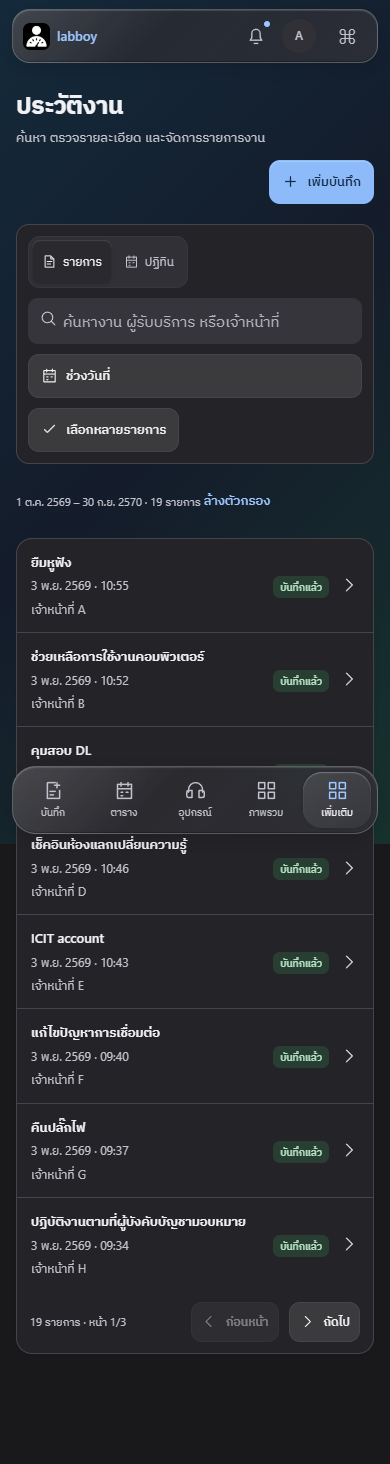 labboy
A
ประวัติงาน
ค้นหา ตรวจรายละเอียด และจัดการรายการงาน
เพิ่มบันทึก
รายการ
ปฏิทิน
ค้นหางาน ผู้รับบริการ หรือเจ้าหน้าที่
ช่วงวันที่
เลือกหลายรายการ
1 ต.ค. 2569 – 30 ก.ย. 2570 · 19 รายการ ล้างตัวกรอง
ยืมหูฟัง
3 พ.ย. 2569 · 10:55
บันทึกแล้ว
เจ้าหน้าที่ A
ช่วยเหลือการใช้งานคอมพิวเตอร์
3 พ.ย. 2569 · 10:52
บันทึกแล้ว
เจ้าหน้าที่ B
คุมสอบ DL
บันทึก
ตาราง
อุปกรณ์
ภาพรวม
เพิ่มเติม
เช็คอินห้องแลกเปลี่ยนความรู้
3 พ.ย. 2569 · 10:46
บันทึกแล้ว
เจ้าหน้าที่ D
ICIT account
3 พ.ย. 2569 · 10:43
บันทึกแล้ว
เจ้าหน้าที่ E
แก้ไขปัญหาการเชื่อมต่อ
3 พ.ย. 2569 · 09:40
บันทึกแล้ว
เจ้าหน้าที่ F
คืนปลั๊กไฟ
3 พ.ย. 2569 · 09:37
บันทึกแล้ว
เจ้าหน้าที่ G
ปฏิบัติงานตามที่ผู้บังคับบัญชามอบหมาย
3 พ.ย. 2569 · 09:34
บันทึกแล้ว
เจ้าหน้าที่ H
19 รายการ · หน้า 1/3
ก่อนหน้า
ถัดไป